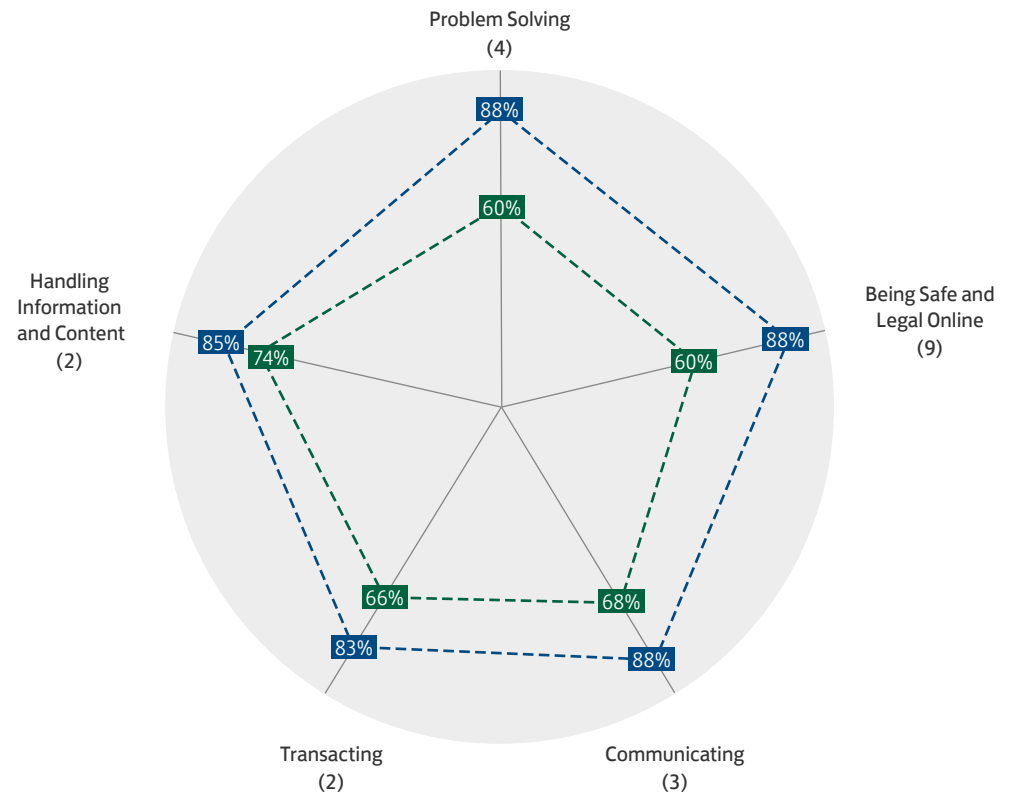 Problem Solving
(4)
88%
60%
Handling
Information
and Content
(2)
85%
74%
Being Safe and
Legal Online
(9)
88%
60%
66%
68%
83%
88%
Transacting
(2)
Communicating
(3)